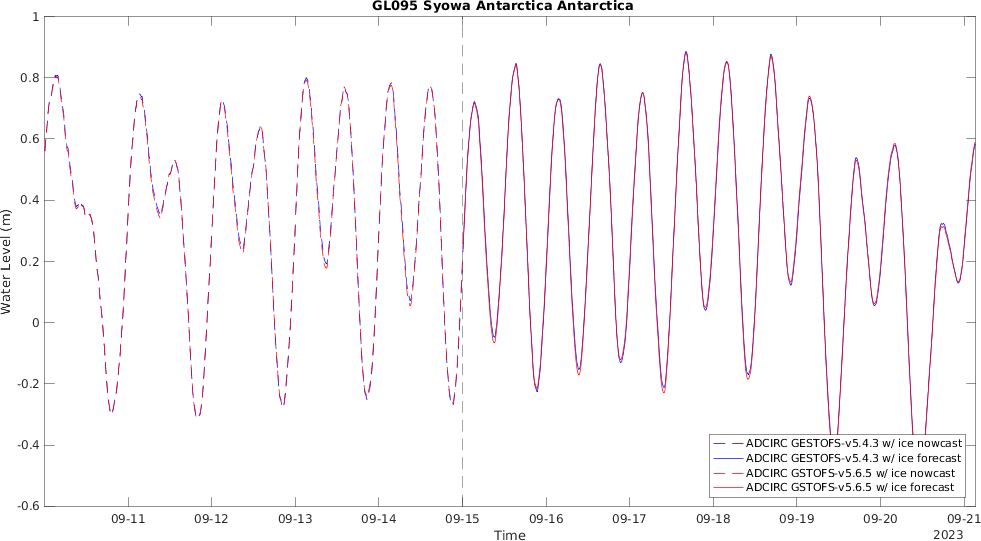 GL095 Syowa Antarctica Antarctica
1
0.8
0.6
0.4
0.2
0
-0.2
-0.4
-0.6
Water Level (m)
09-11 09-12 09-13 09-14 09-15 09-16 09-17 09-18 09-19 09-20 09-21
Time
2023
ADCIRC GESTOFS-v5.4.3 w/ ice nowcast
ADCIRC GESTOFS-v5.4.3 w/ ice forecast
ADCIRC GSTOFS-v5.6.5 w/ ice nowcast
ADCIRC GSTOFS-v5.6.5 w/ ice forecast